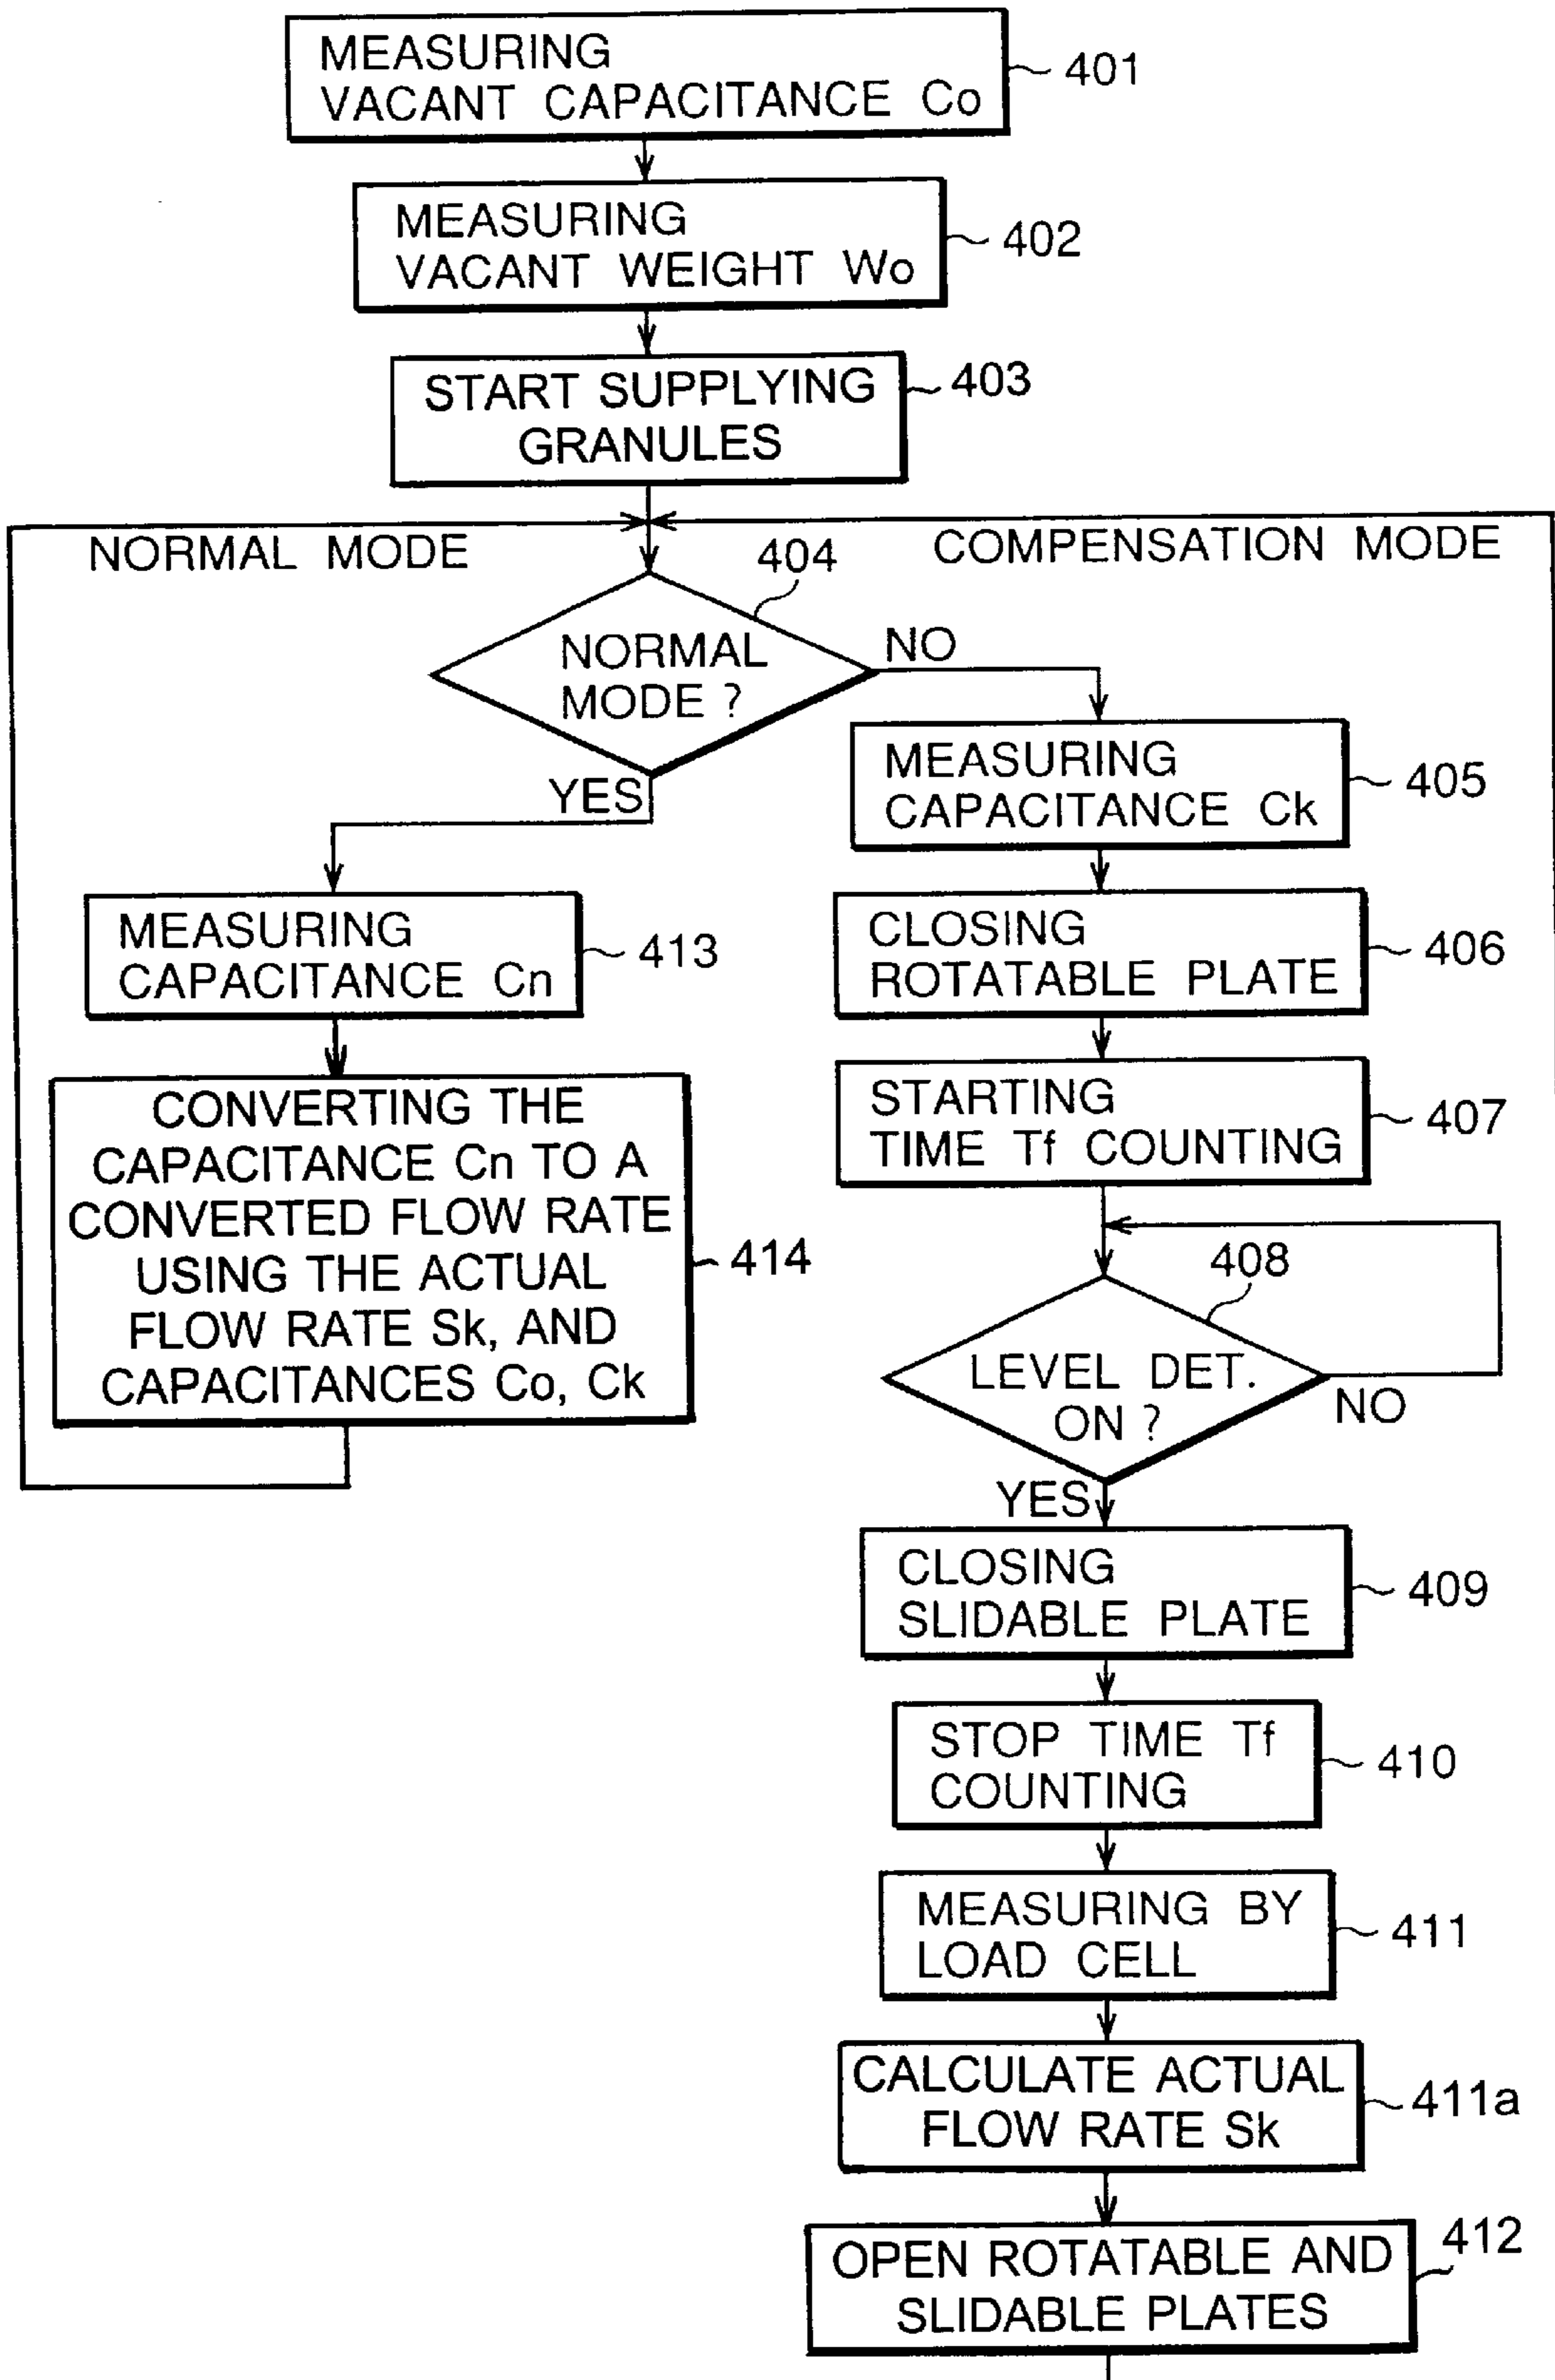 MEASURING
VACANT CAPACITANCE Co
401
MEASURING
VACANT WEIGHT Wo
402
START SUPPLYING
GRANULES
403
NORMAL MODE
COMPENSATION MODE
404
NORMAL
MODE ?
NO
YES
MEASURING
CAPACITANCE Ck
405
MEASURING
CAPACITANCE Cn
413
CLOSING
ROTATABLE PLATE
406
CONVERTING THE
CAPACITANCE Cn TO A
CONVERTED FLOW RATE
USING THE ACTUAL
FLOW RATE Sk, AND
CAPACITANCES Co, Ck
414
STARTING
TIME Tf COUNTING
407
408
LEVEL DET.
ON ?
NO
YES
CLOSING
SLIDABLE PLATE
409
STOP TIME Tf
COUNTING
410
MEASURING BY
LOAD CELL
411
CALCULATE ACTUAL
FLOW RATE Sk
411a
OPEN ROTATABLE AND
SLIDABLE PLATES
412